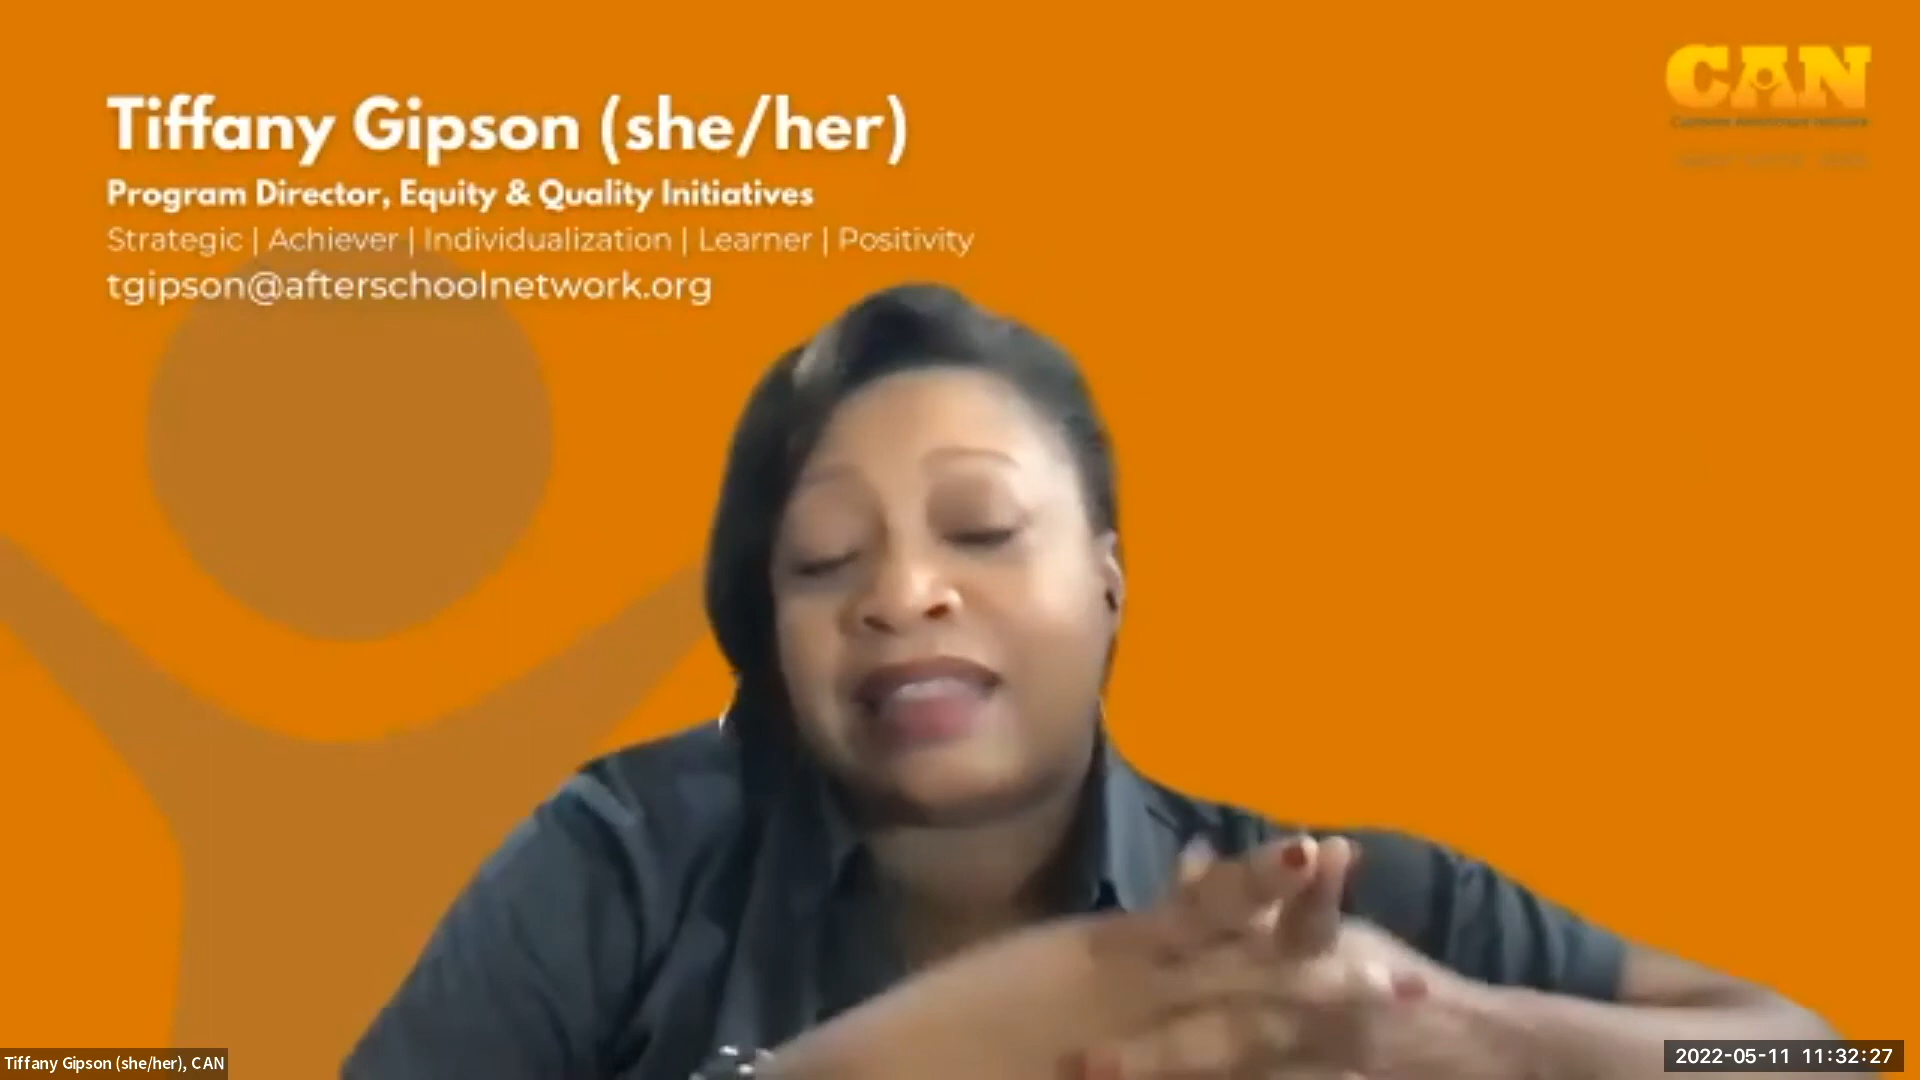 Tiffany Gipson (she/her)
Program Director, Equity & Quality Initiatives
Strategic | Achiever | Individualization | Learner | Positivity
tgipson@afterschoolnetwork.org
CAN
Tiffany Gipson (she/her), CAN
2022-05-11 11:32:27